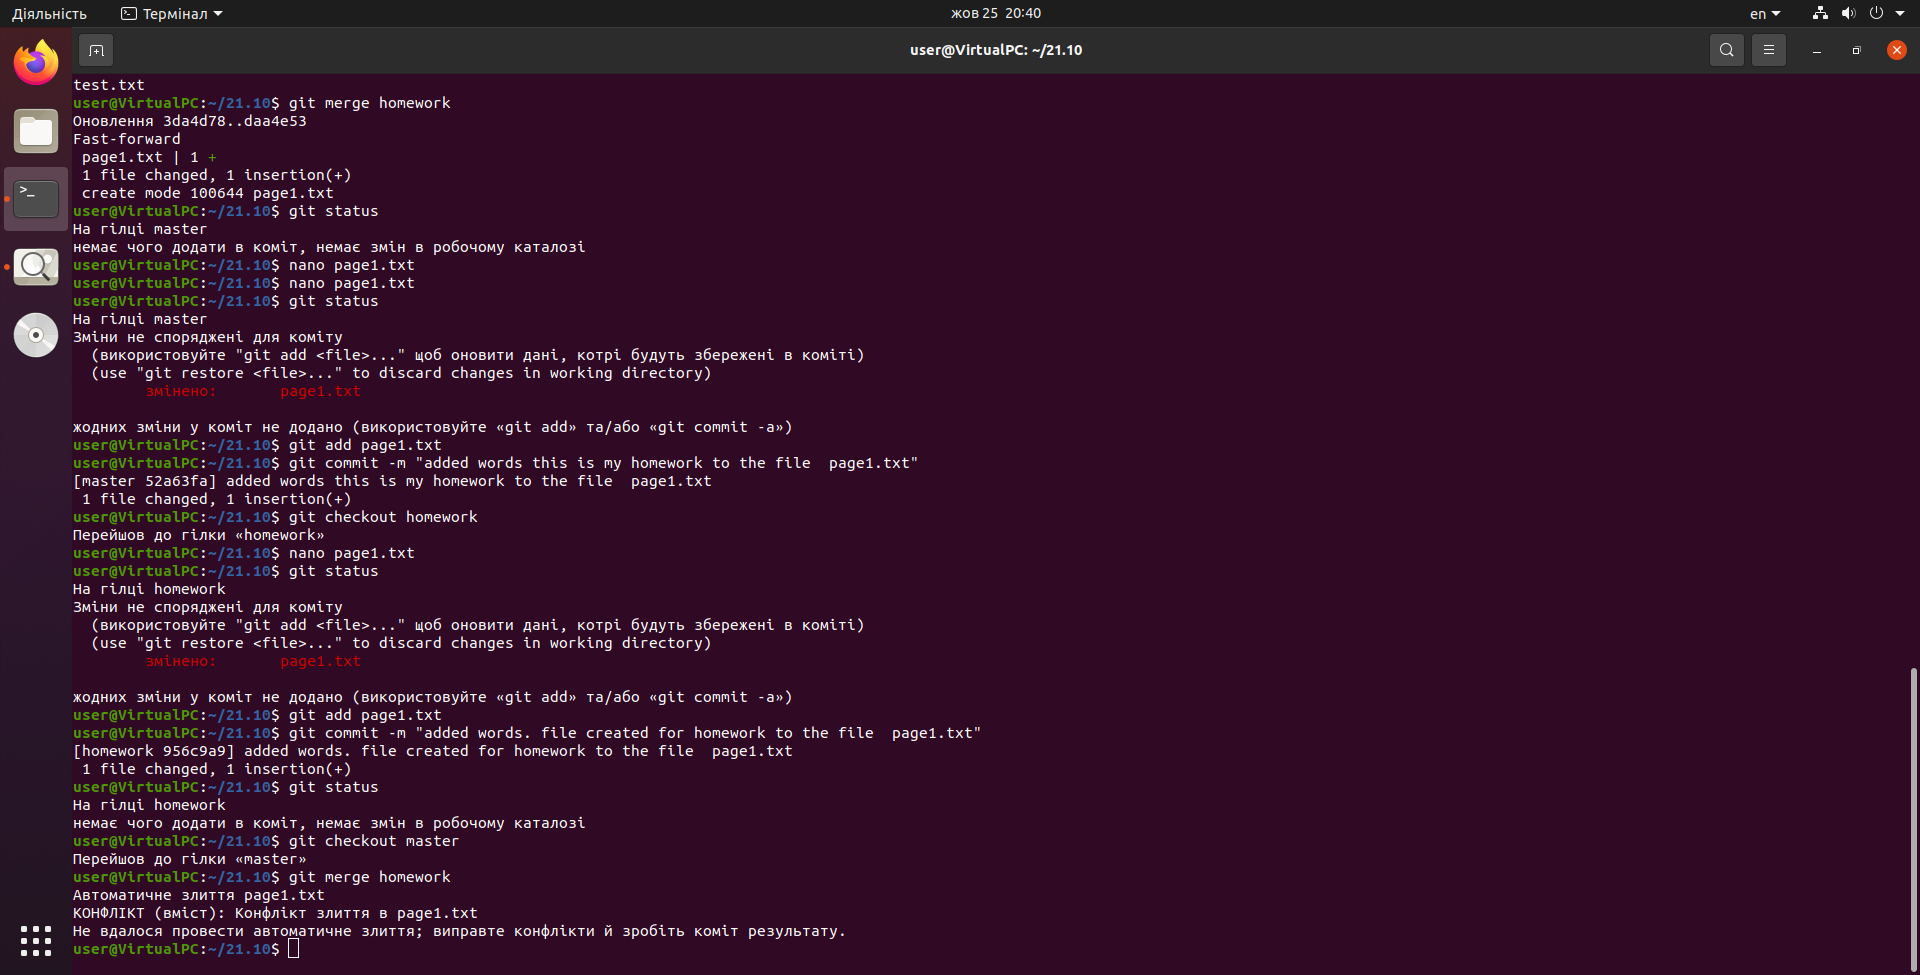 Діяльність
Термінал
жов 25 20:40
en
user@VirtualPC: ~/21.10
test.txt
user@VirtualPC:~/21.10$ git merge homework
Оновлення 3da4d78..daa4e53
Fast-forward
 page1.txt | 1 +
 1 file changed, 1 insertion(+)
 create mode 100644 page1.txt
user@VirtualPC:~/21.10$ git status
На гілці master
немає чого додати в коміт, немає змін в робочому каталозі
user@VirtualPC:~/21.10$ nano page1.txt
user@VirtualPC:~/21.10$ nano page1.txt
user@VirtualPC:~/21.10$ git status
На гілці master
Зміни не споряджені для коміту
  (використовуйте "git add <file>..." щоб оновити дані, котрі будуть збережені в коміті)
  (use "git restore <file>..." to discard changes in working directory)
        змінено:       page1.txt

жодних зміни у коміт не додано (використовуйте «git add» та/або «git commit -a»)
user@VirtualPC:~/21.10$ git add page1.txt
user@VirtualPC:~/21.10$ git commit -m "added words this is my homework to the file  page1.txt"
[master 52a63fa] added words this is my homework to the file  page1.txt
 1 file changed, 1 insertion(+)
user@VirtualPC:~/21.10$ git checkout homework
Перейшов до гілки «homework»
user@VirtualPC:~/21.10$ nano page1.txt
user@VirtualPC:~/21.10$ git status
На гілці homework
Зміни не споряджені для коміту
  (використовуйте "git add <file>..." щоб оновити дані, котрі будуть збережені в коміті)
  (use "git restore <file>..." to discard changes in working directory)
        змінено:       page1.txt

жодних зміни у коміт не додано (використовуйте «git add» та/або «git commit -a»)
user@VirtualPC:~/21.10$ git add page1.txt
user@VirtualPC:~/21.10$ git commit -m "added words. file created for homework to the file  page1.txt"
[homework 956c9a9] added words. file created for homework to the file  page1.txt
 1 file changed, 1 insertion(+)
user@VirtualPC:~/21.10$ git status
На гілці homework
немає чого додати в коміт, немає змін в робочому каталозі
user@VirtualPC:~/21.10$ git checkout master
Перейшов до гілки «master»
user@VirtualPC:~/21.10$ git merge homework
Автоматичне злиття page1.txt
КОНФЛІКТ (вміст): Конфлікт злиття в page1.txt
Не вдалося провести автоматичне злиття; виправте конфлікти й зробіть коміт результату.
user@VirtualPC:~/21.10$